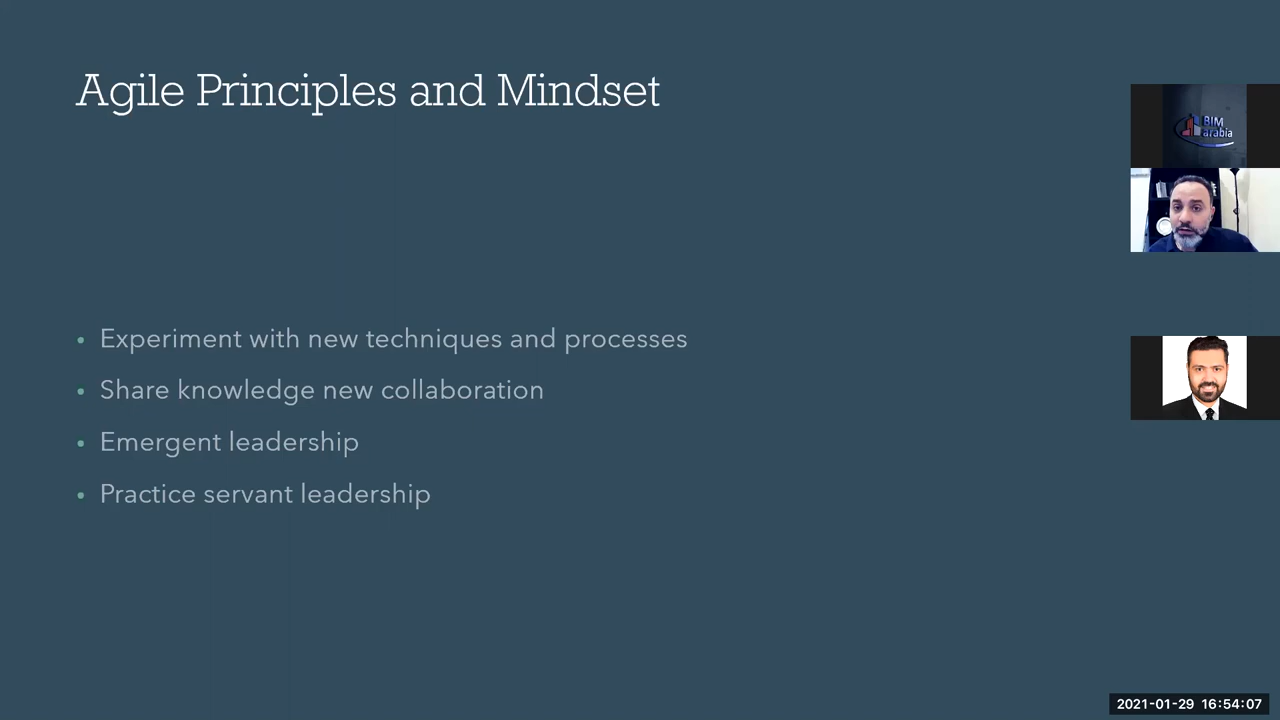 Agile Principles and Mindset
BIM
arabia
• Experiment with new techniques and processes
• Share knowledge new collaboration
• Emergent leadership
• Practice servant leadership
2021-01-29 16:54:07